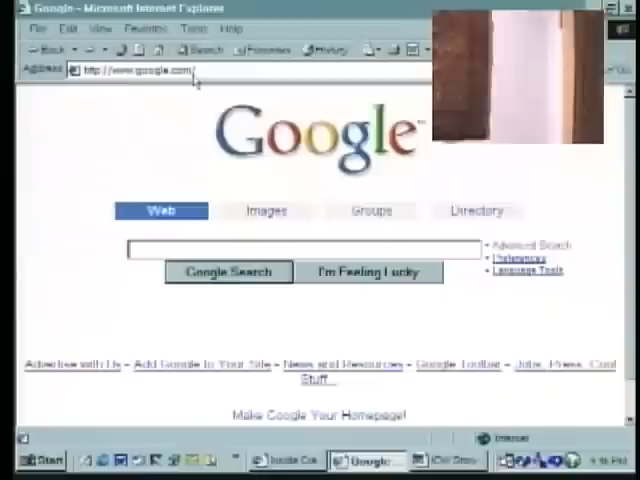 Google - Microsoft Internet Explorer
File Edit View Favorites Tools Help
Back Search Favorites History
Address http://www.google.com/
Google
Web Images Groups Directory
• Advanced Search
• Preferences
• Language Tools
Google Search I'm Feeling Lucky
Advertise with Us - Add Google to Your Site - News and Resources - Google Toolbar - Jobs, Press, Cool
Stuff...
Make Google Your Homepage!
Internet
Start Google